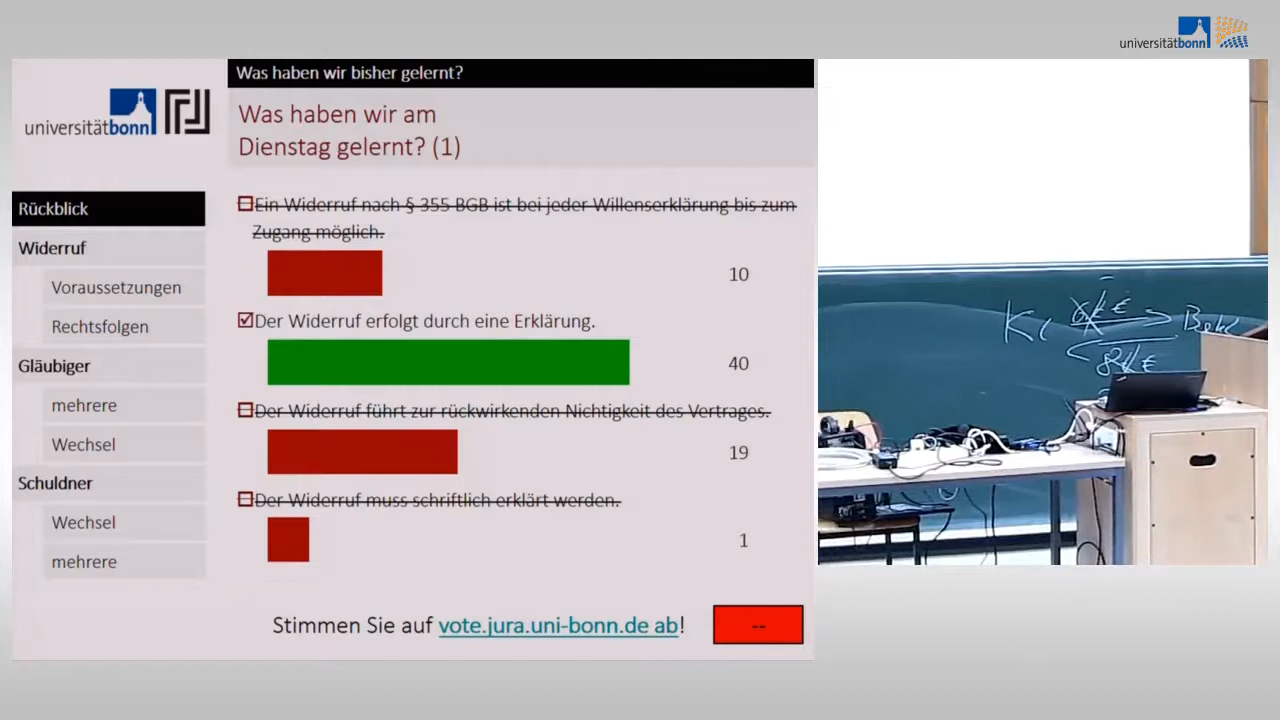 universitätbonn
Was haben wir bisher gelernt?
universitätbonn
Was haben wir am
Dienstag gelernt? (1)
Rückblick
Widerruf
Voraussetzungen
Rechtsfolgen
Gläubiger
mehrere
Wechsel
Schuldner
Wechsel
mehrere
Ein Widerruf nach § 355 BGB ist bei jeder Willenserklärung bis zum
Zugang möglich.
10
Der Widerruf erfolgt durch eine Erklärung.
40
Der Widerruf führt zur rückwirkenden Nichtigkeit des Vertrages.
19
Der Widerruf muss schriftlich erklärt werden.
1
Stimmen Sie auf vote.jura.uni-bonn.de ab!
--